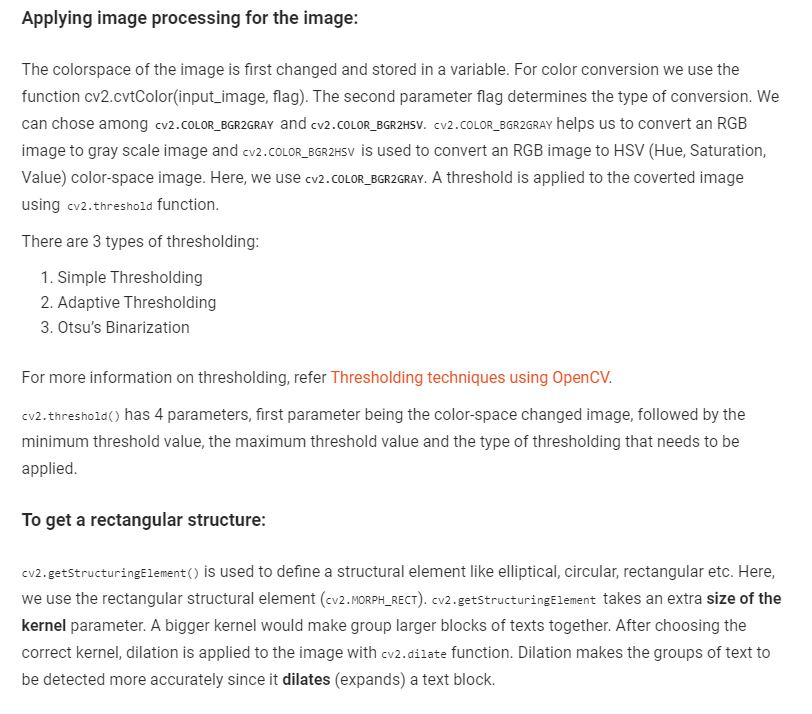 Applying image processing for the image:
The colorspace of the image is first changed and stored in a variable. For color conversion we use the
function cv2.cvtColor(input_image, flag). The second parameter flag determines the type of conversion. We
can chose among cv2.COLOR_BGR2GRAY and cv2.COLOR_BGR2HSV. cv2.COLOR_BGR2GRAY helps us to convert an RGB
image to gray scale image and cv2.COLOR_BGR2HSV is used to convert an RGB image to HSV (Hue, Saturation,
Value) color-space image. Here, we use cv2.COLOR_BGR2GRAY. A threshold is applied to the coverted image
using cv2.threshold function.
There are 3 types of thresholding:
1. Simple Thresholding
2. Adaptive Thresholding
3. Otsu's Binarization
For more information on thresholding, refer Thresholding techniques using OpenCV.
cv2.threshold() has 4 parameters, first parameter being the color-space changed image, followed by the
minimum threshold value, the maximum threshold value and the type of thresholding that needs to be
applied.
To get a rectangular structure:
cv2.getStructuringElement() is used to define a structural element like elliptical, circular, rectangular etc. Here,
we use the rectangular structural element (cv2.MORPH_RECT). cv2.getStructuringElement takes an extra size of the
kernel parameter. A bigger kernel would make group larger blocks of texts together. After choosing the
correct kernel, dilation is applied to the image with cv2.dilate function. Dilation makes the groups of text to
be detected more accurately since it dilates (expands) a text block.